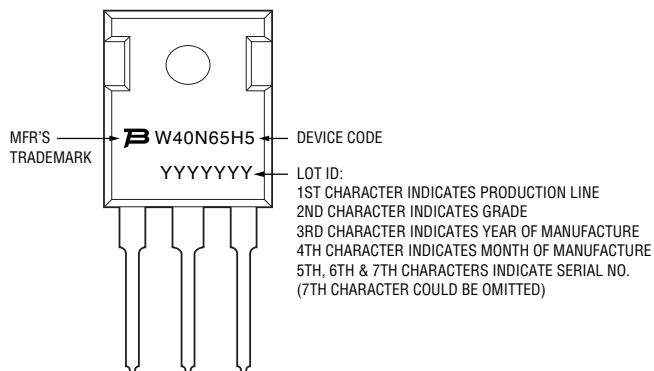 MFR'S
TRADEMARK
W40N65H5
DEVICE CODE
YYYYYYY
LOT ID:
1ST CHARACTER INDICATES PRODUCTION LINE
2ND CHARACTER INDICATES GRADE
3RD CHARACTER INDICATES YEAR OF MANUFACTURE
4TH CHARACTER INDICATES MONTH OF MANUFACTURE
5TH, 6TH & 7TH CHARACTERS INDICATE SERIAL NO.
(7TH CHARACTER COULD BE OMITTED)